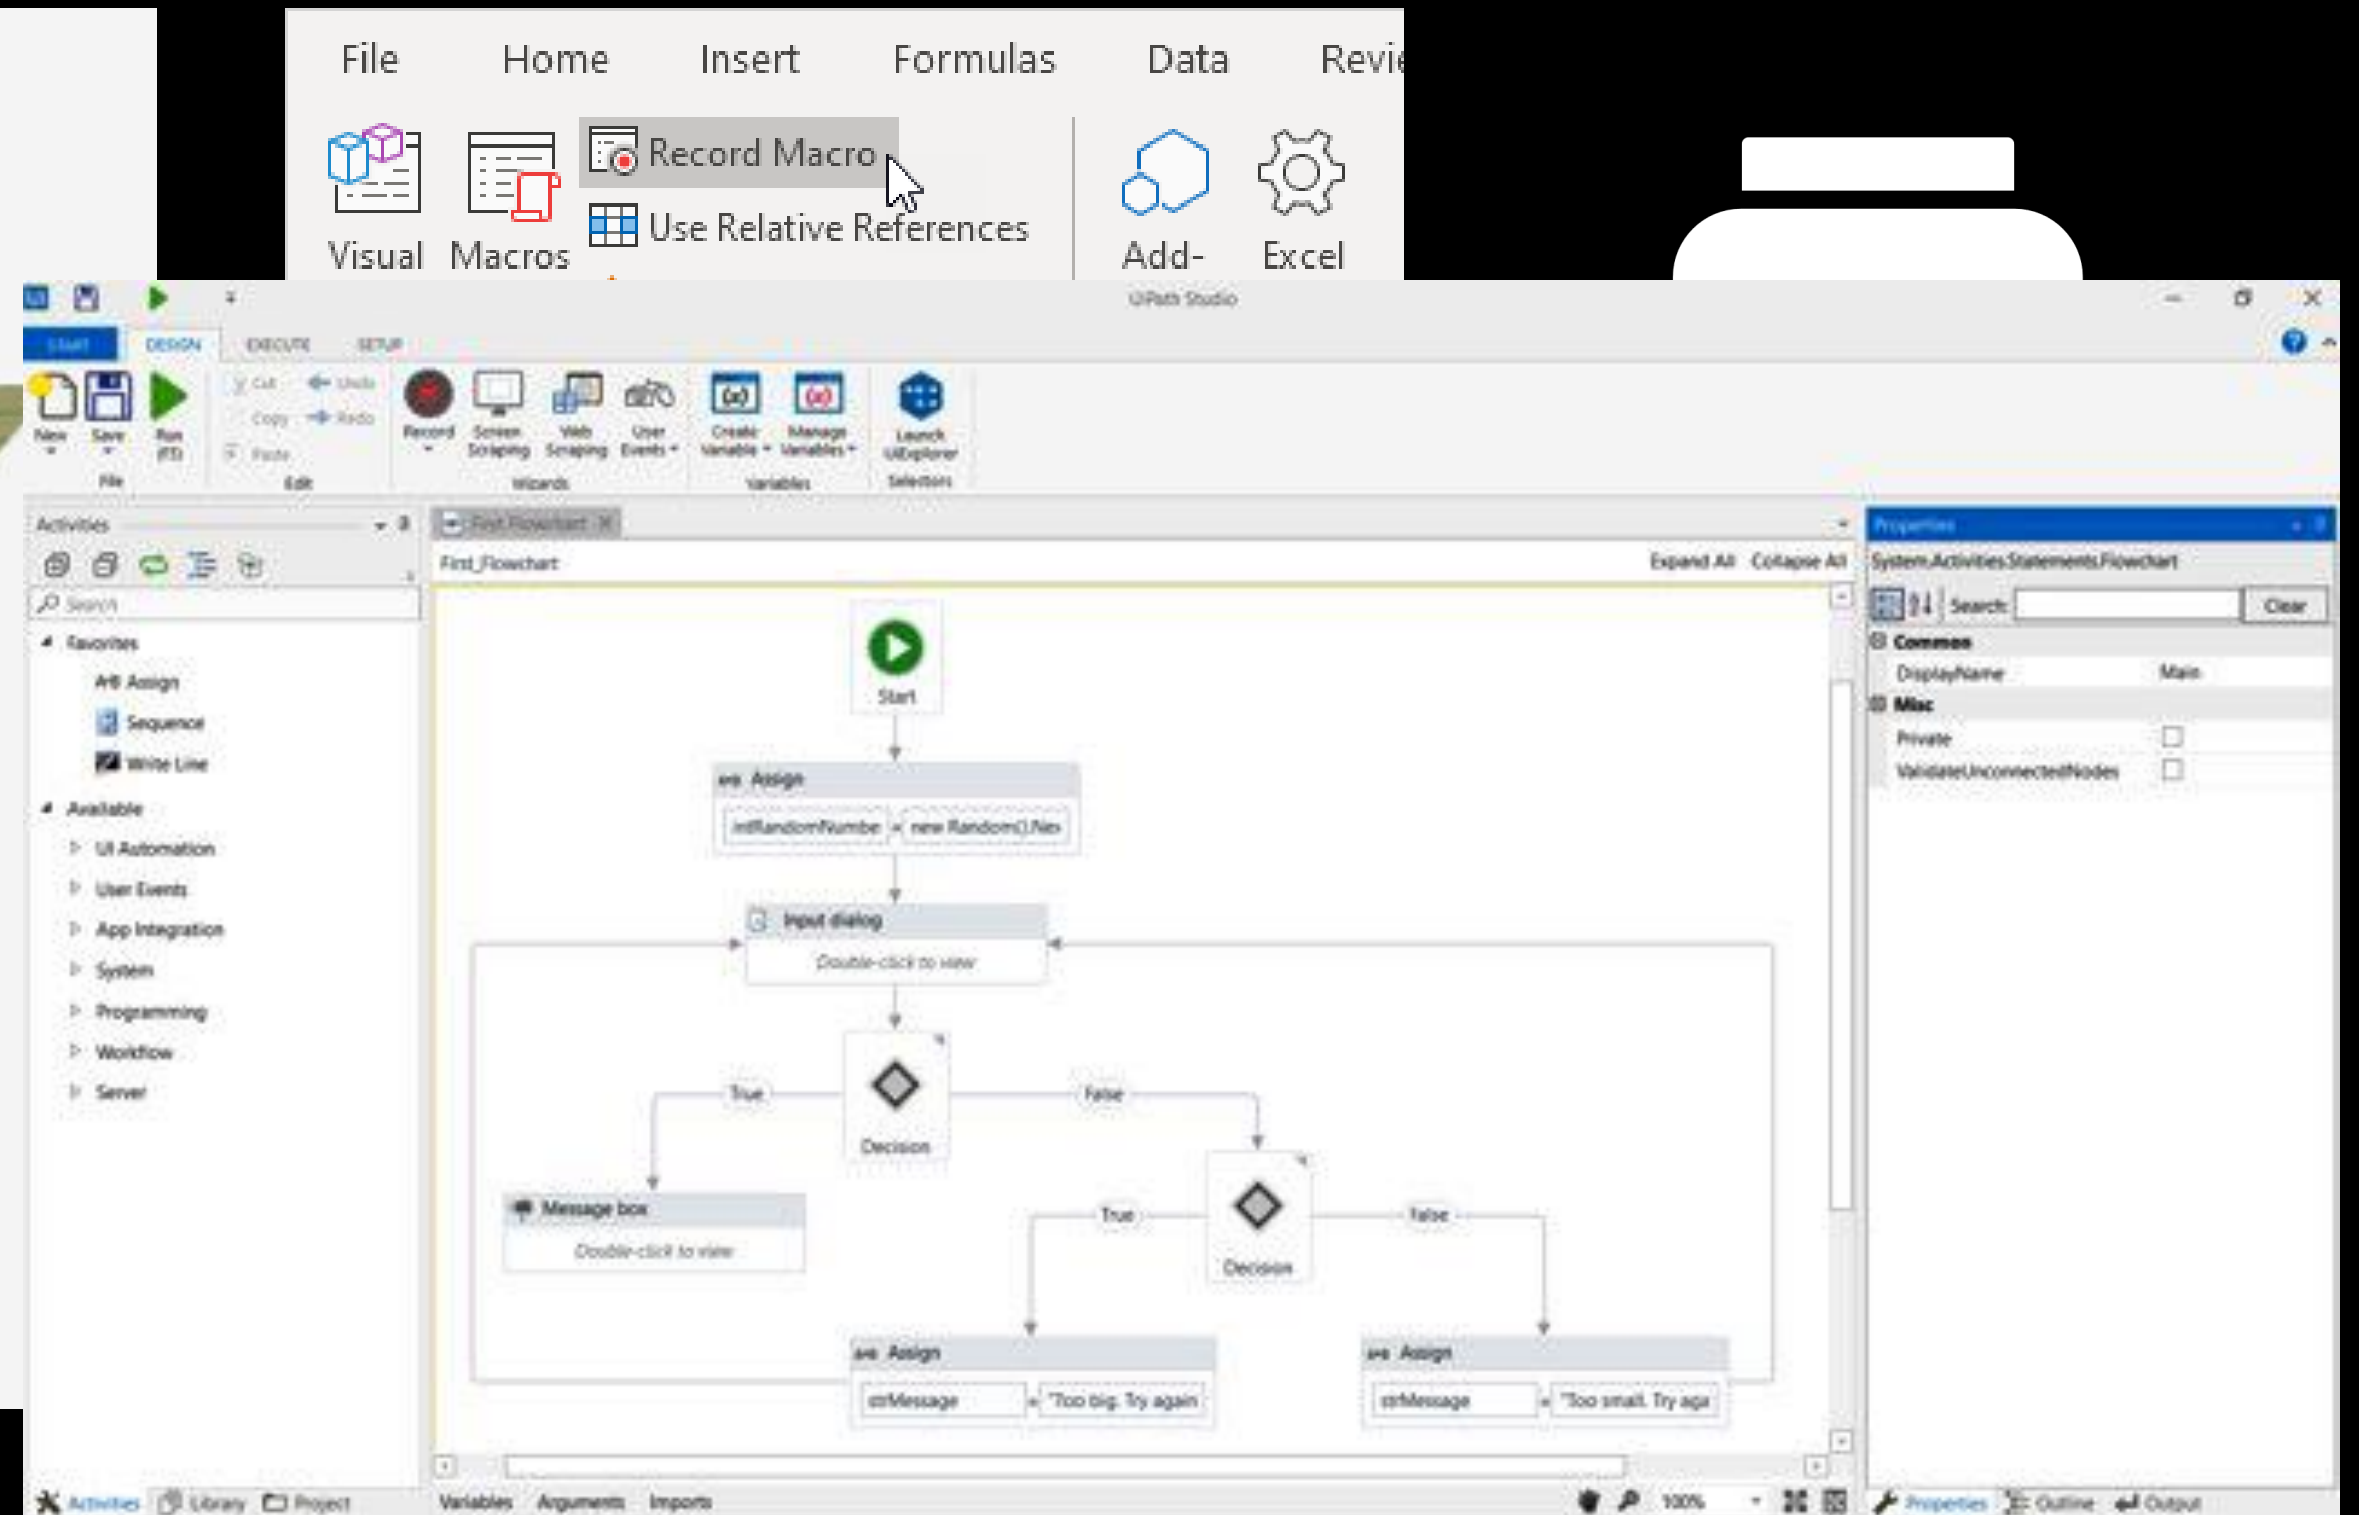 File Home Insert Formulas Data Revie
Record Macro
Use Relative References
Visual Macros Add- Excel
UiPath Studio
START DESIGN EXECUTE SETUP
Cut Undo
Copy Redo
Paste
New Save Run (F5)
Record Screen Scraping Web Scraping User Events Create Variable Manage Variables Launch UiExplorer
File Edit Wizards Variables Selectors
Activities
Search
Favorites
Assign
Sequence
Write Line
Available
UI Automation
User Events
App Integration
System
Programming
Workflow
Server
Activities Library Project
First_Flowchart
First_Flowchart Expand All Collapse All
Start
Assign
intRandomNumbe = new Random().Nex
Input dialog
Double-click to view
True False
Decision
Message box
Double-click to view
True False
Decision
Assign
strMessage = "Too big. Try again
Assign
strMessage = "Too small. Try aga
Variables Arguments Imports 100%
Properties
System.Activities.Statements.Flowchart
Search: Clear
Common
DisplayName Main
Misc
Private
ValidateUnconnectedNodes
Properties Outline Output